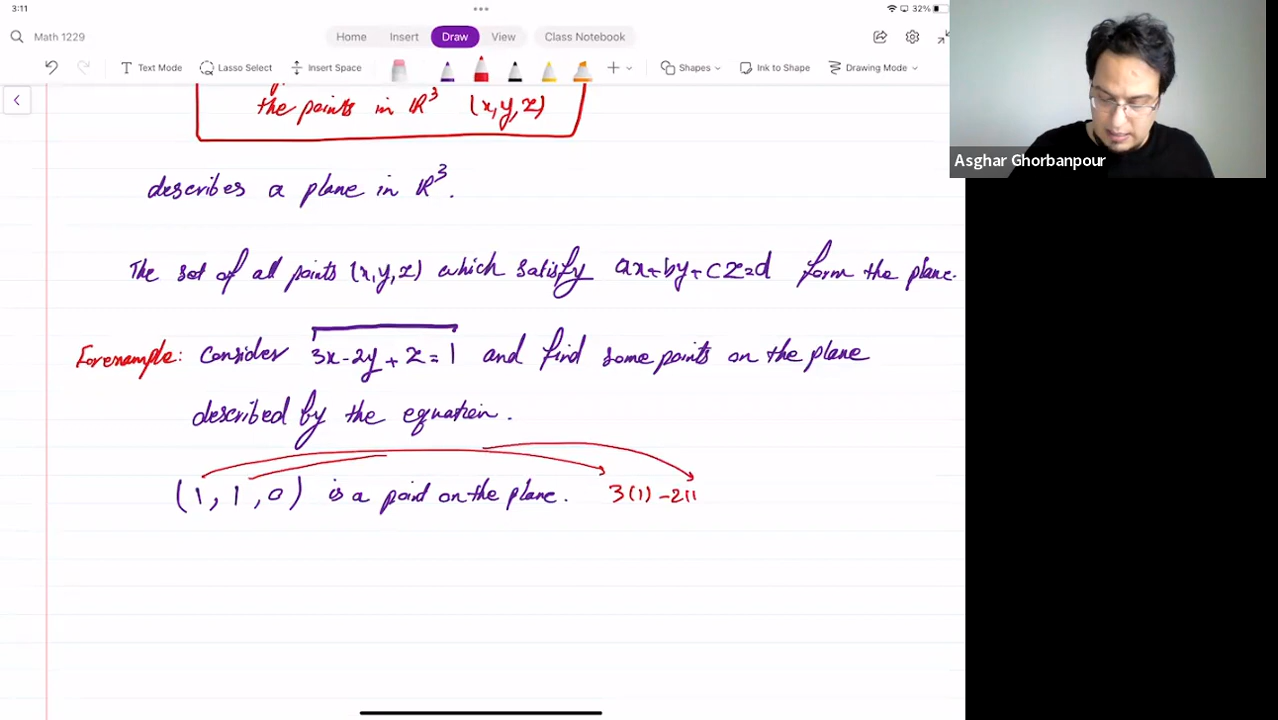 3:11
32%
Math 1229
Home Insert Draw View Class Notebook
Text Mode Lasso Select Insert Space Shapes Ink to Shape Drawing Mode
the points in ℝ³ (x,y,z)
describes a plane in ℝ³.
The set of all points (x,y,z) which satisfy ax+by+cz=d form the plane.
For example: Consider 3x-2y+z=1 and find some points on the plane
described by the equation.
(1, 1, 0) is a point on the plane. 3(1)-2(1
Asghar Ghorbanpour